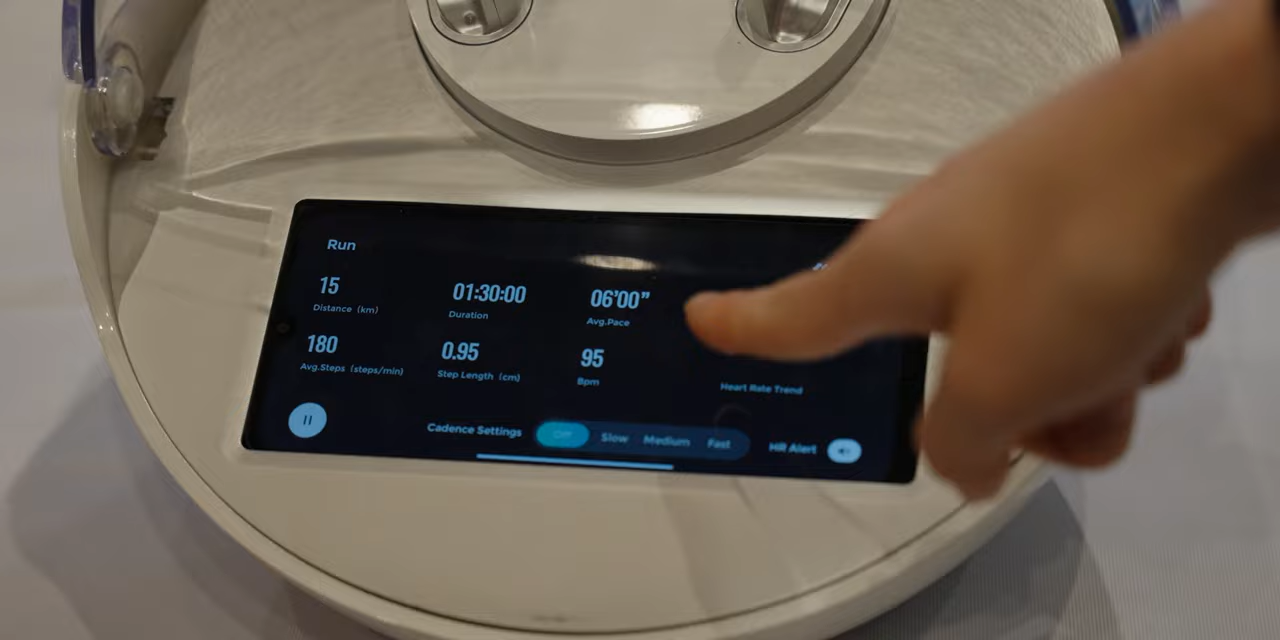 Run
15
Distance (km)
01:30:00
Duration
06'00"
Avg.Pace
180
Avg.Steps (steps/min)
0.95
Step Length (cm)
95
Bpm
Heart Rate Trend
Cadence Settings
Off
Slow
Medium
Fast
HR Alert